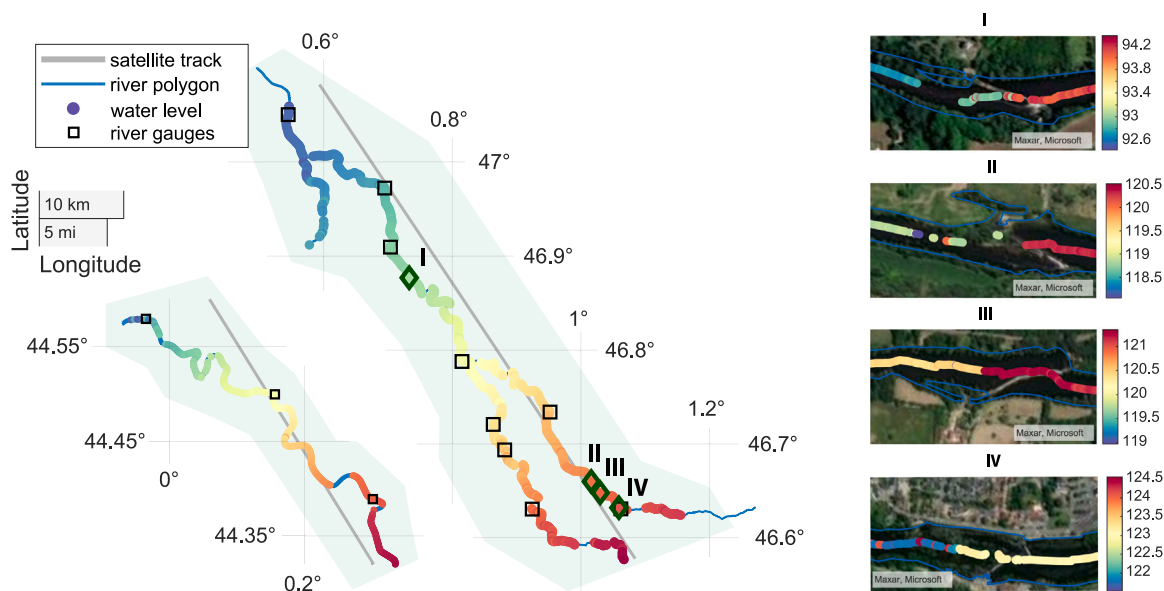 satellite track
river polygon
water level
river gauges
10 km
5 mi
Latitude
Longitude
0.6°
0.8°
47°
46.9°
I
1°
46.8°
1.2°
46.7°
II
III
IV
46.6°
44.55°
44.45°
0°
44.35°
0.2°
I
94.2
93.8
93.4
93
92.6
Maxar, Microsoft
II
120.5
120
119.5
119
118.5
Maxar, Microsoft
III
121
120.5
120
119.5
119
Maxar, Microsoft
IV
124.5
124
123.5
123
122.5
122
Maxar, Microsoft